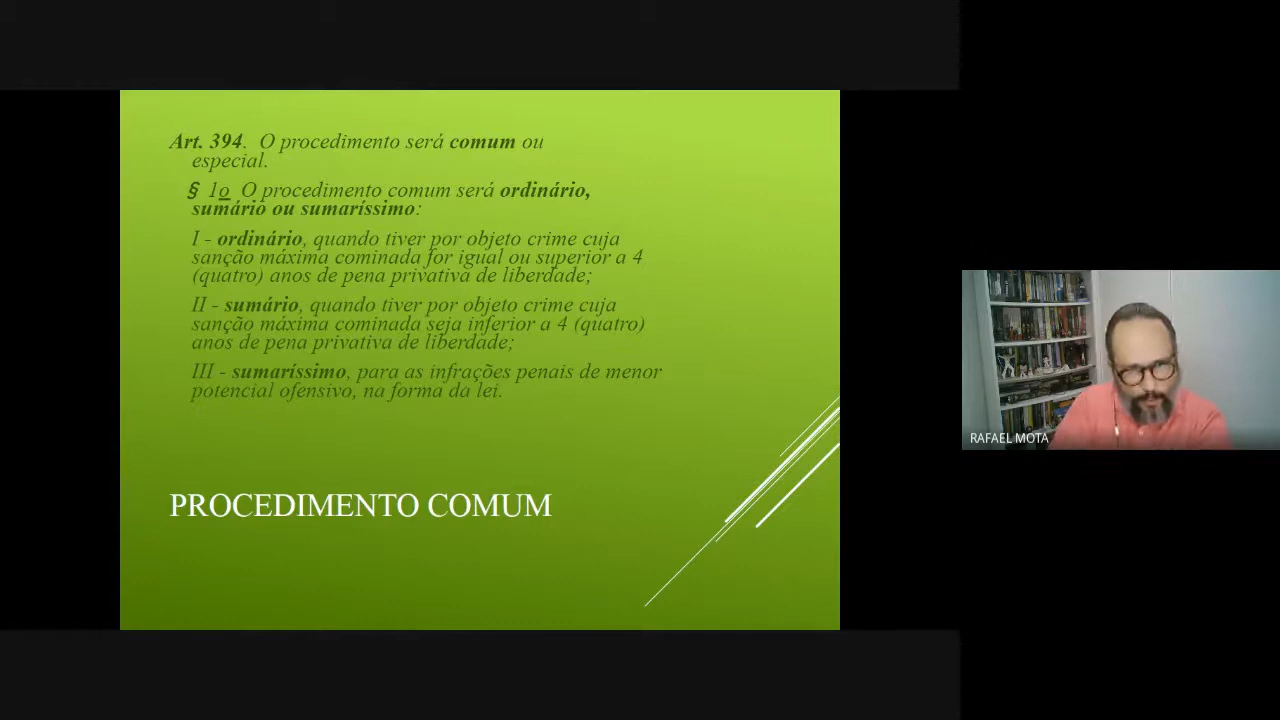 Art. 394.  O procedimento será comum ou
especial.
§ 1o  O procedimento comum será ordinário,
sumário ou sumaríssimo:
I - ordinário, quando tiver por objeto crime cuja
sanção máxima cominada for igual ou superior a 4
(quatro) anos de pena privativa de liberdade;
II - sumário, quando tiver por objeto crime cuja
sanção máxima cominada seja inferior a 4 (quatro)
anos de pena privativa de liberdade;
III - sumaríssimo, para as infrações penais de menor
potencial ofensivo, na forma da lei.
PROCEDIMENTO COMUM
RAFAEL MOTA